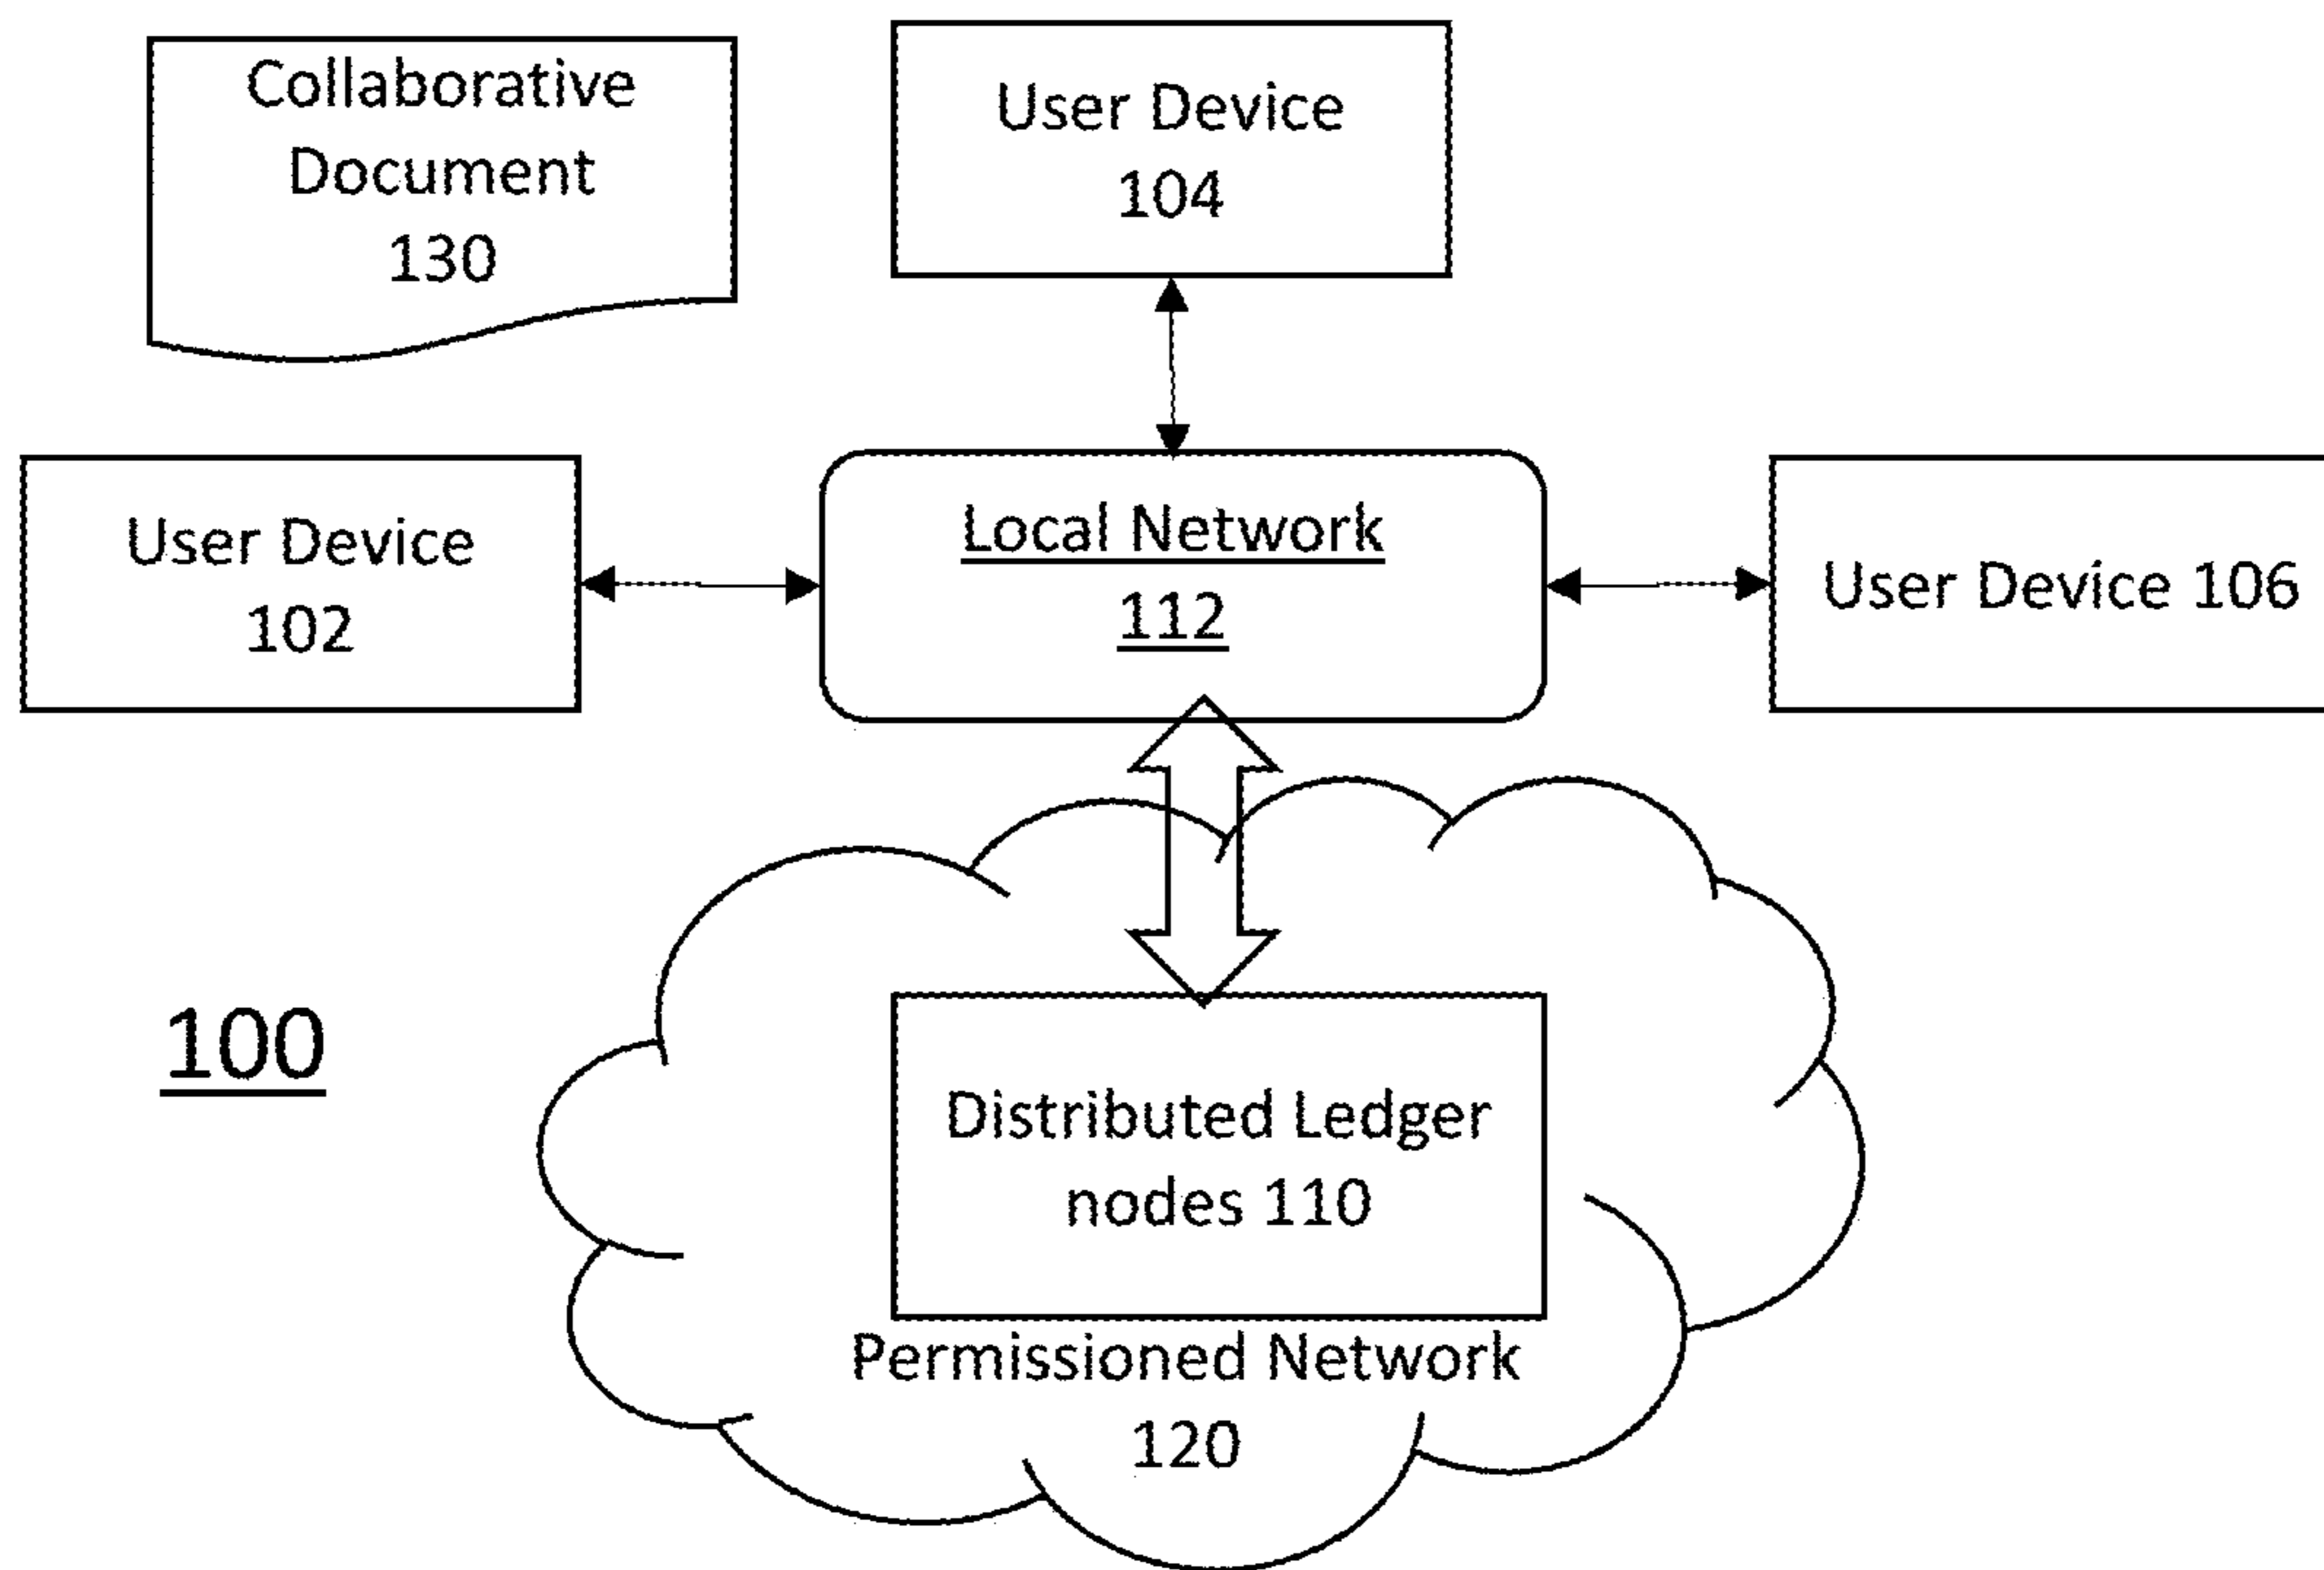 Collaborative
Document
130
User Device
104
User Device
102
Local Network
112
User Device 106
100
Distributed Ledger
nodes 110
Permissioned Network
120